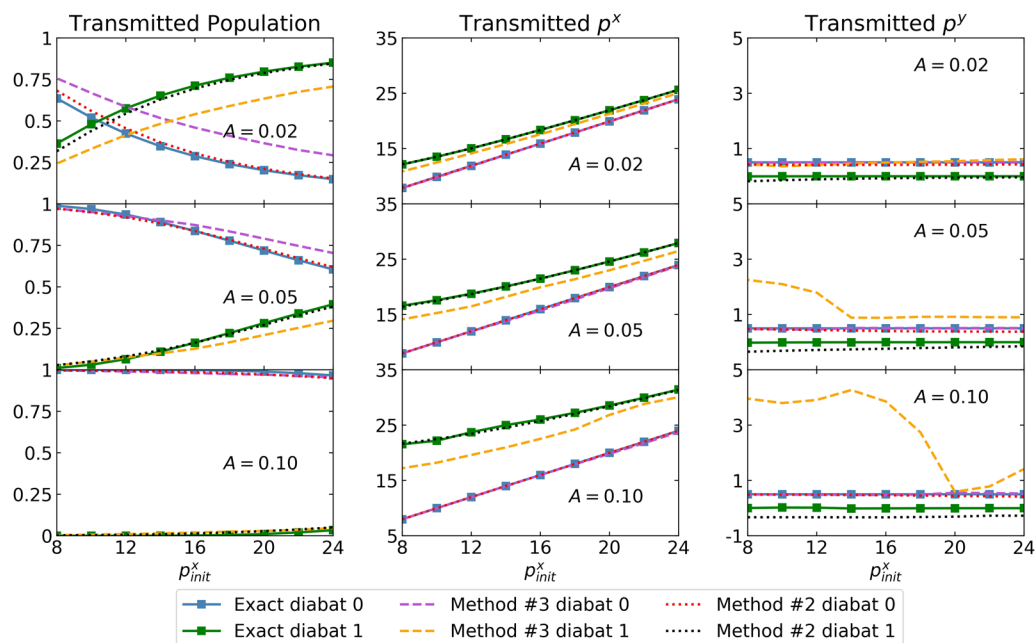 Transmitted Population
Transmitted p^x
Transmitted p^y
1
0.75
0.5
0.25
A = 0.02
35
25
15
A = 0.02
5
3
1
A = 0.02
1
0.75
0.5
0.25
A = 0.05
35
25
15
A = 0.05
5
3
1
A = 0.05
1
0.75
0.5
0.25
0
A = 0.10
35
25
15
5
A = 0.10
5
3
1
-1
A = 0.10
8 12 16 20 24
8 12 16 20 24
8 12 16 20 24
p^x_init
p^x_init
p^x_init
Exact diabat 0
Method #3 diabat 0
Method #2 diabat 0
Exact diabat 1
Method #3 diabat 1
Method #2 diabat 1